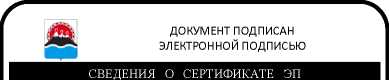 ДОКУМЕНТ ПОДПИСАН
ЭЛЕКТРОННОЙ ПОДПИСЬЮ
СВЕДЕНИЯ О СЕРТИФИКАТЕ ЭП